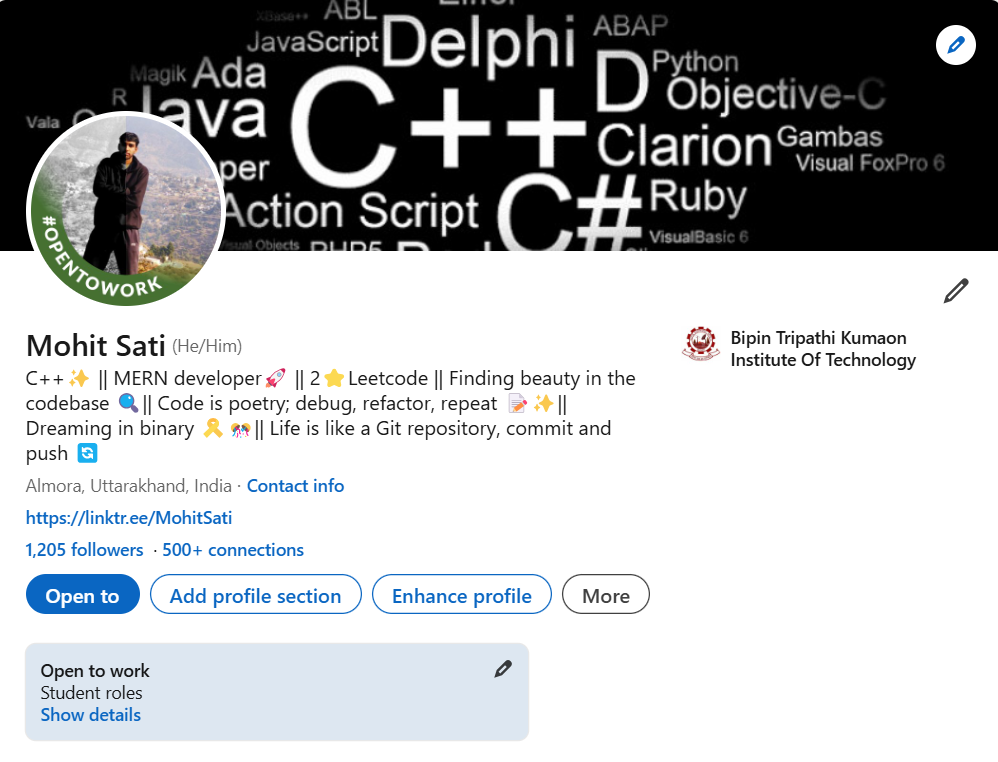 XBase++ ABL
JavaScript Delphi ABAP
Magik Ada Python
R Java C++ D Objective-C
Vala Clarion Gambas
Visual FoxPro 6
Action Script C# Ruby
Visual Objects PHP5 VisualBasic 6
#OPENTOWORK
Mohit Sati (He/Him)
Bipin Tripathi Kumaon
Institute Of Technology
C++✨ || MERN developer🚀 || 2⭐Leetcode || Finding beauty in the
codebase 🔍|| Code is poetry; debug, refactor, repeat 📝✨||
Dreaming in binary 🎗️🎊|| Life is like a Git repository, commit and
push 🔄
Almora, Uttarakhand, India · Contact info
https://linktr.ee/MohitSati
1,205 followers · 500+ connections
Open to
Add profile section
Enhance profile
More
Open to work
Student roles
Show details